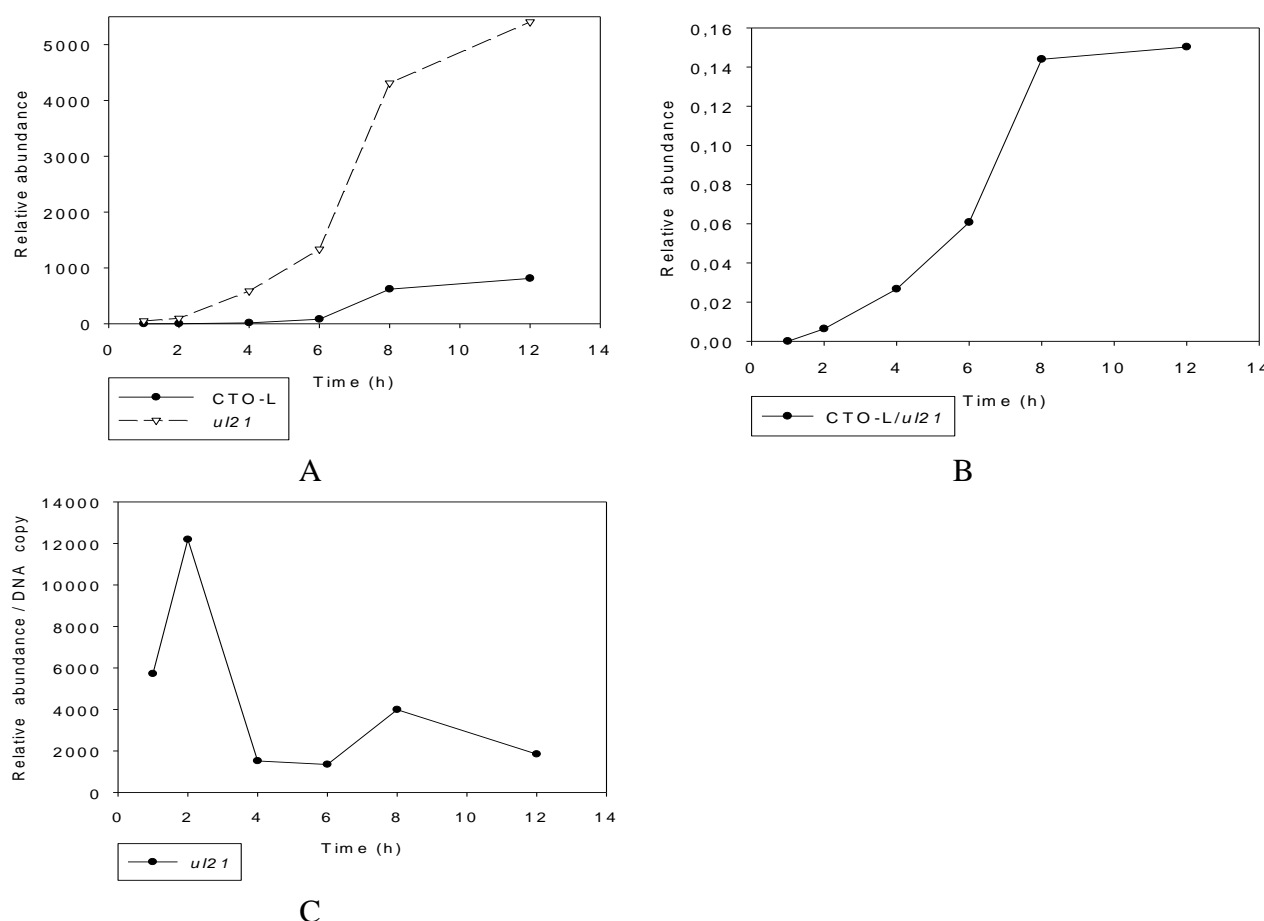 Relative abundance
5000
4000
3000
2000
1000
0
0 2 4 6 8 10 12 14
Time (h)
CTO-L
ul21
A
Relative abundance
0,16
0,14
0,12
0,10
0,08
0,06
0,04
0,02
0,00
0 2 4 6 8 10 12 14
Time (h)
CTO-L/ul21
B
Relative abundance / DNA copy
14000
12000
10000
8000
6000
4000
2000
0
0 2 4 6 8 10 12 14
Time (h)
ul21
C